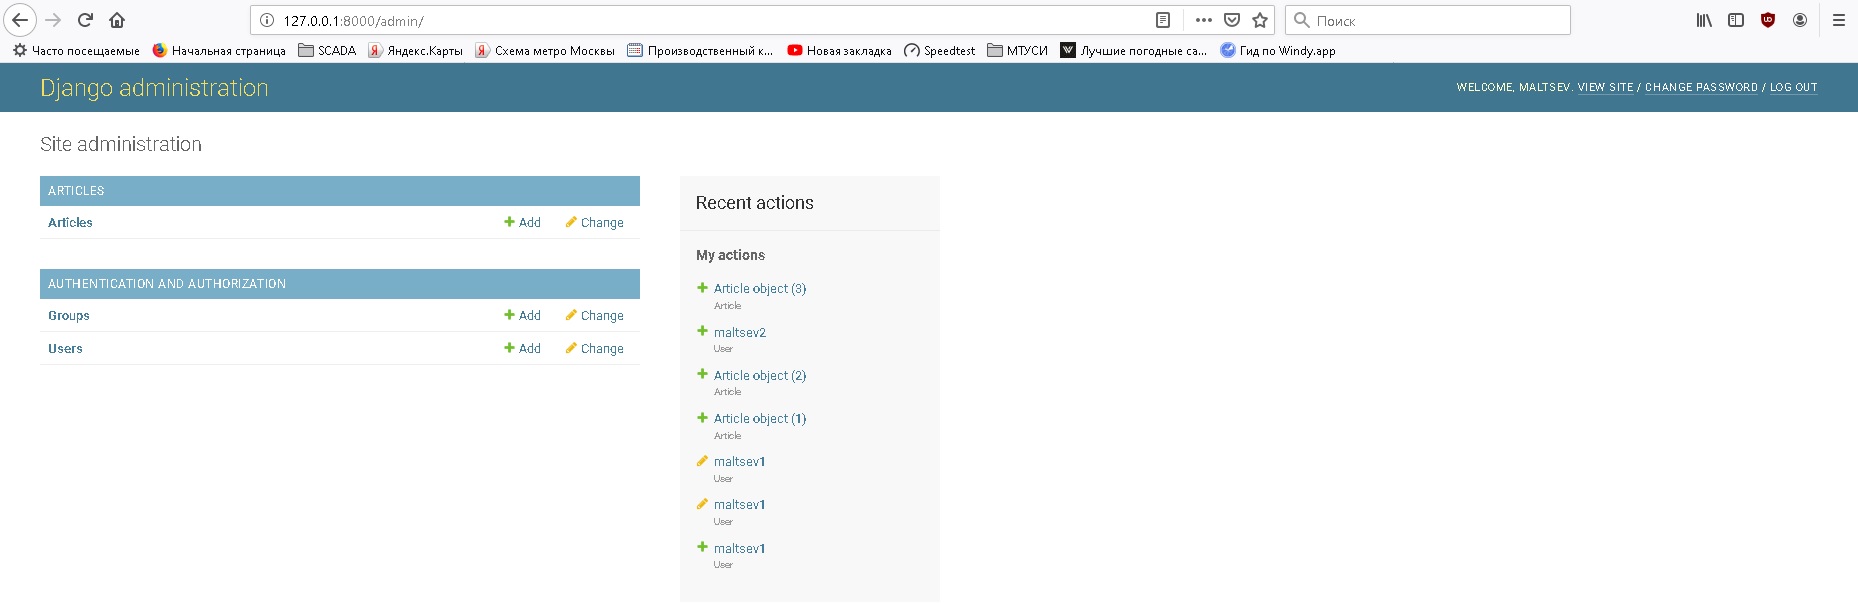 127.0.0.1:8000/admin/
Поиск
Часто посещаемые Начальная страница SCADA Яндекс.Карты Схема метро Москвы Производственный к... Новая закладка Speedtest МТУСИ Лучшие погодные са... Гид по Windy.app
Django administration
WELCOME, MALTSEV. VIEW SITE / CHANGE PASSWORD / LOG OUT
Site administration
ARTICLES
Articles Add Change
AUTHENTICATION AND AUTHORIZATION
Groups Add Change
Users Add Change
Recent actions
My actions
Article object (3)
Article
maltsev2
User
Article object (2)
Article
Article object (1)
Article
maltsev1
User
maltsev1
User
maltsev1
User